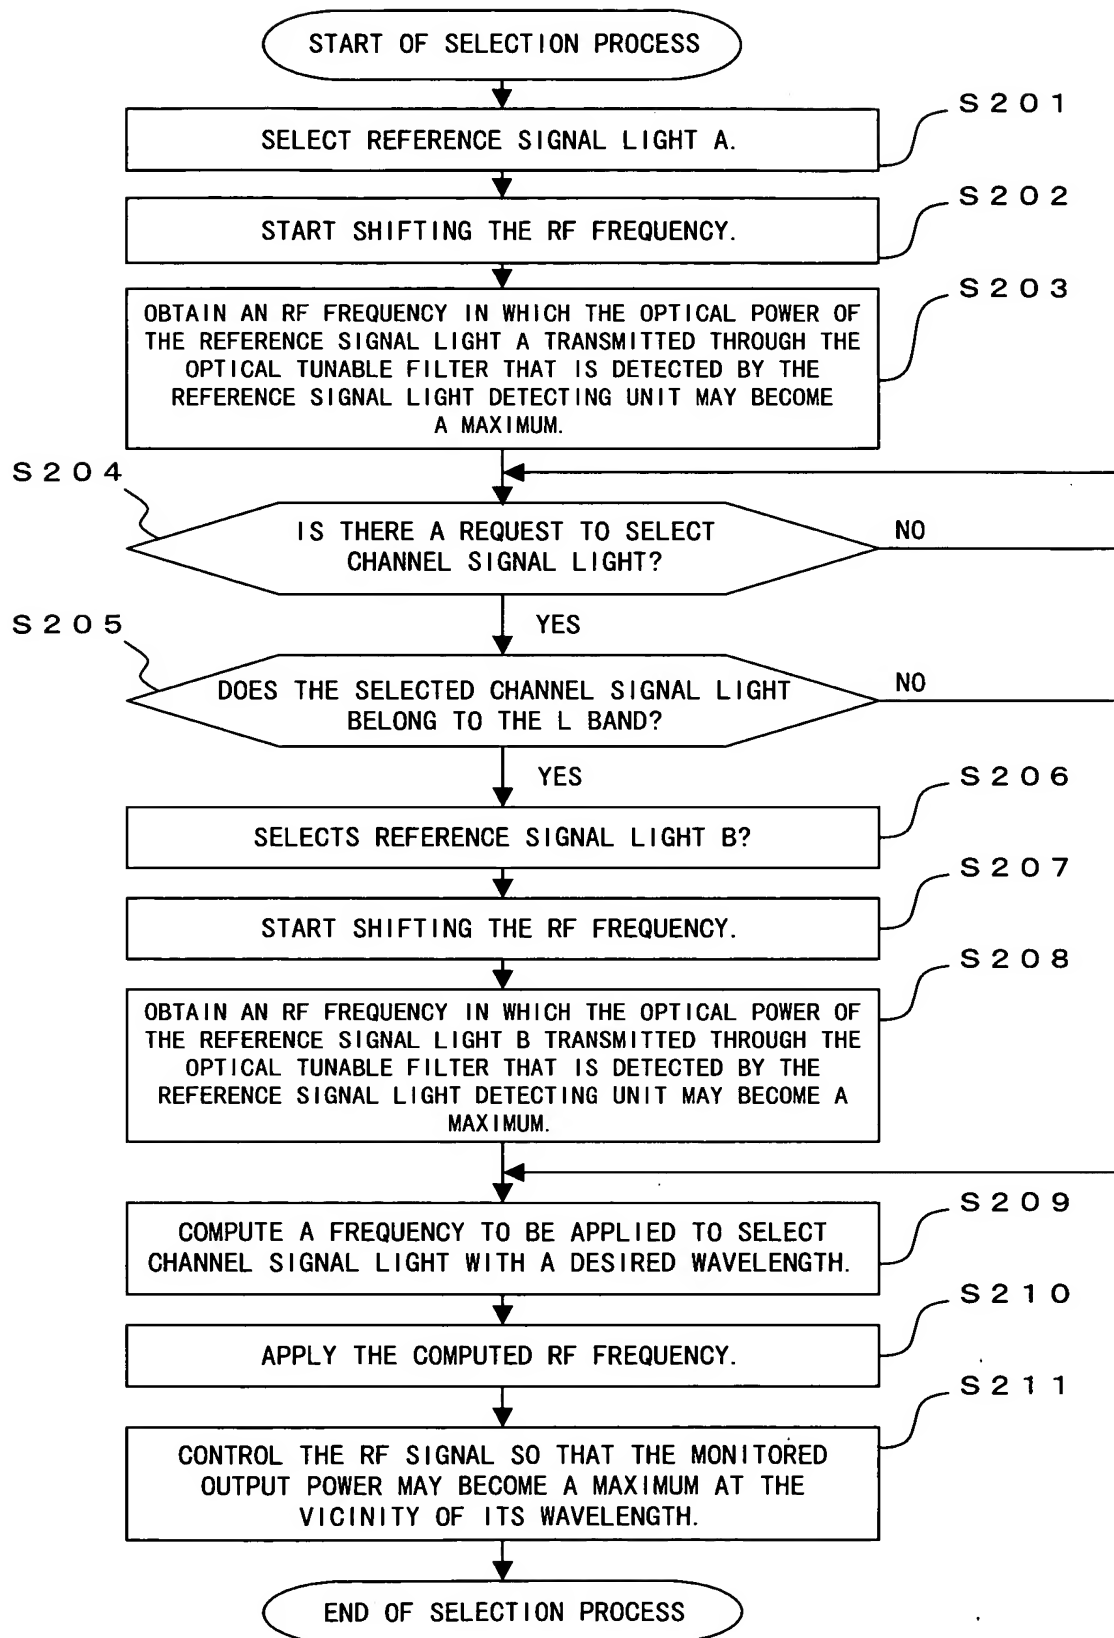 START OF SELECTION PROCESS
S201
SELECT REFERENCE SIGNAL LIGHT A.
S202
START SHIFTING THE RF FREQUENCY.
S203
OBTAIN AN RF FREQUENCY IN WHICH THE OPTICAL POWER OF
THE REFERENCE SIGNAL LIGHT A TRANSMITTED THROUGH THE
OPTICAL TUNABLE FILTER THAT IS DETECTED BY THE
REFERENCE SIGNAL LIGHT DETECTING UNIT MAY BECOME
A MAXIMUM.
S204
IS THERE A REQUEST TO SELECT
CHANNEL SIGNAL LIGHT?
NO
YES
S205
DOES THE SELECTED CHANNEL SIGNAL LIGHT
BELONG TO THE L BAND?
NO
YES
S206
SELECTS REFERENCE SIGNAL LIGHT B?
S207
START SHIFTING THE RF FREQUENCY.
S208
OBTAIN AN RF FREQUENCY IN WHICH THE OPTICAL POWER OF
THE REFERENCE SIGNAL LIGHT B TRANSMITTED THROUGH THE
OPTICAL TUNABLE FILTER THAT IS DETECTED BY THE
REFERENCE SIGNAL LIGHT DETECTING UNIT MAY BECOME A
MAXIMUM.
S209
COMPUTE A FREQUENCY TO BE APPLIED TO SELECT
CHANNEL SIGNAL LIGHT WITH A DESIRED WAVELENGTH.
S210
APPLY THE COMPUTED RF FREQUENCY.
S211
CONTROL THE RF SIGNAL SO THAT THE MONITORED
OUTPUT POWER MAY BECOME A MAXIMUM AT THE
VICINITY OF ITS WAVELENGTH.
END OF SELECTION PROCESS